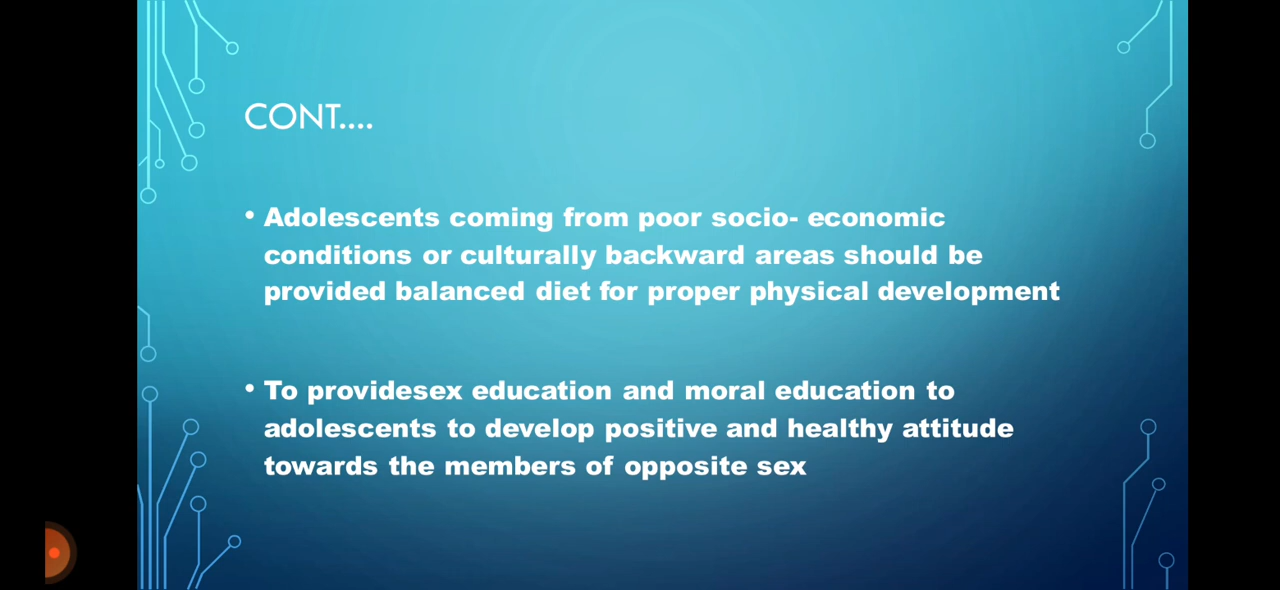 CONT....
• Adolescents coming from poor socio- economic
conditions or culturally backward areas should be
provided balanced diet for proper physical development
• To providesex education and moral education to
adolescents to develop positive and healthy attitude
towards the members of opposite sex